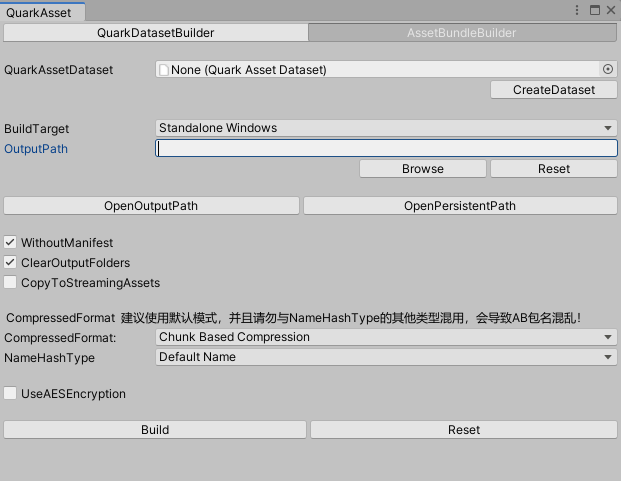 QuarkAsset
QuarkDatasetBuilder AssetBundleBuilder
QuarkAssetDataset None (Quark Asset Dataset)
CreateDataset
BuildTarget Standalone Windows
OutputPath
Browse Reset
OpenOutputPath OpenPersistentPath
WithoutManifest
ClearOutputFolders
CopyToStreamingAssets
CompressedFormat 建议使用默认模式，并且请勿与NameHashType的其他类型混用，会导致AB包名混乱！
CompressedFormat: Chunk Based Compression
NameHashType Default Name
UseAESEncryption
Build Reset